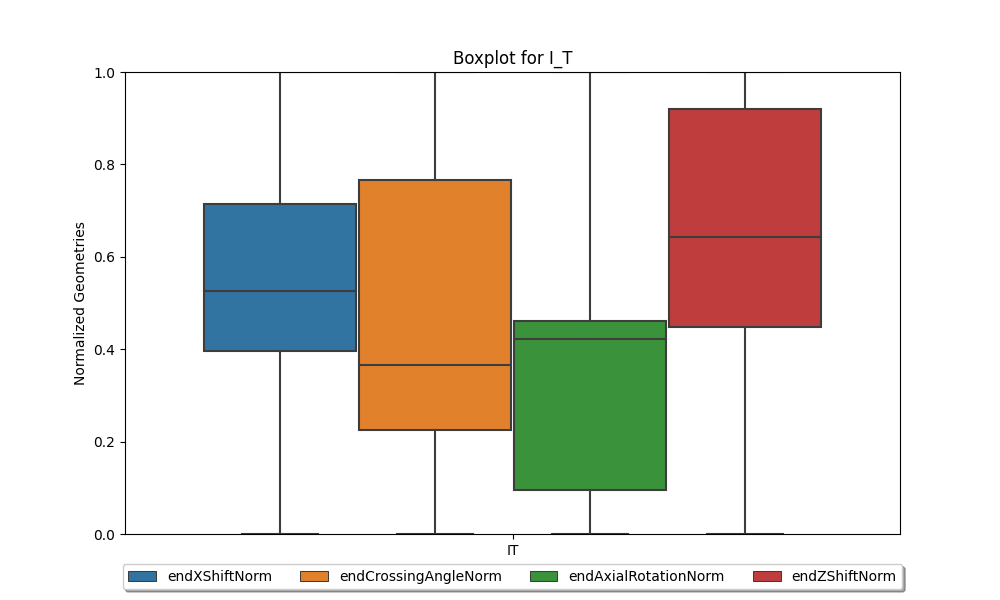 Boxplot for I_T
1.0
0.8
0.6
0.4
0.2
0.0
Normalized Geometries
IT
endXShiftNorm endCrossingAngleNorm endAxialRotationNorm endZShiftNorm